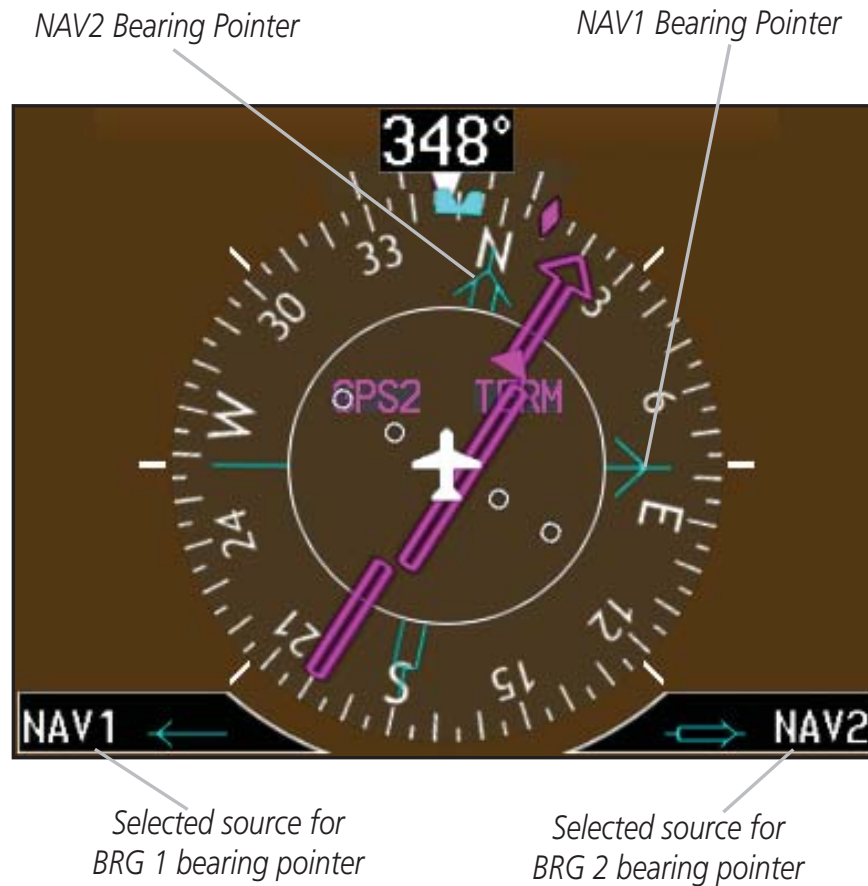 NAV2 Bearing Pointer
NAV1 Bearing Pointer
348°
N
33
3
30
6
GPS2 TERM
W
E
24
12
21
15
S
NAV1
NAV2
Selected source for
BRG 1 bearing pointer
Selected source for
BRG 2 bearing pointer